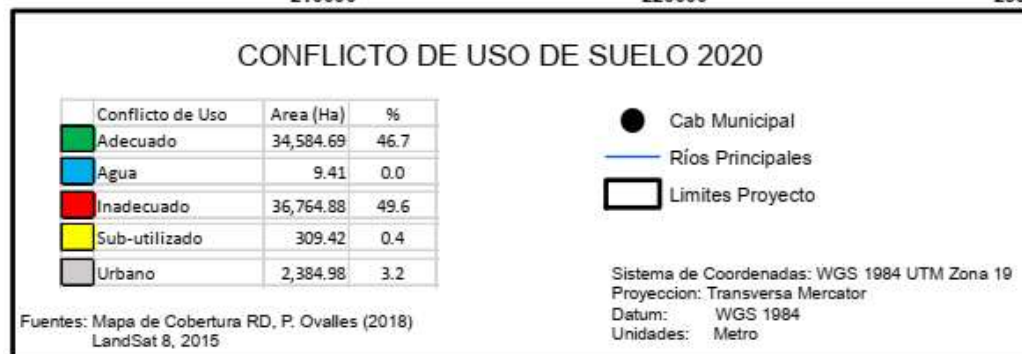 CONFLICTO DE USO DE SUELO 2020
Conflicto de Uso Area (Ha) %
Adecuado 34,584.69 46.7
Agua 9.41 0.0
Inadecuado 36,764.88 49.6
Sub-utilizado 309.42 0.4
Urbano 2,384.98 3.2
Fuentes: Mapa de Cobertura RD, P. Ovalles (2018)
LandSat 8, 2015
Cab Municipal
Ríos Principales
Limites Proyecto
Sistema de Coordenadas: WGS 1984 UTM Zona 19
Proyeccion: Transversa Mercator
Datum: WGS 1984
Unidades: Metro